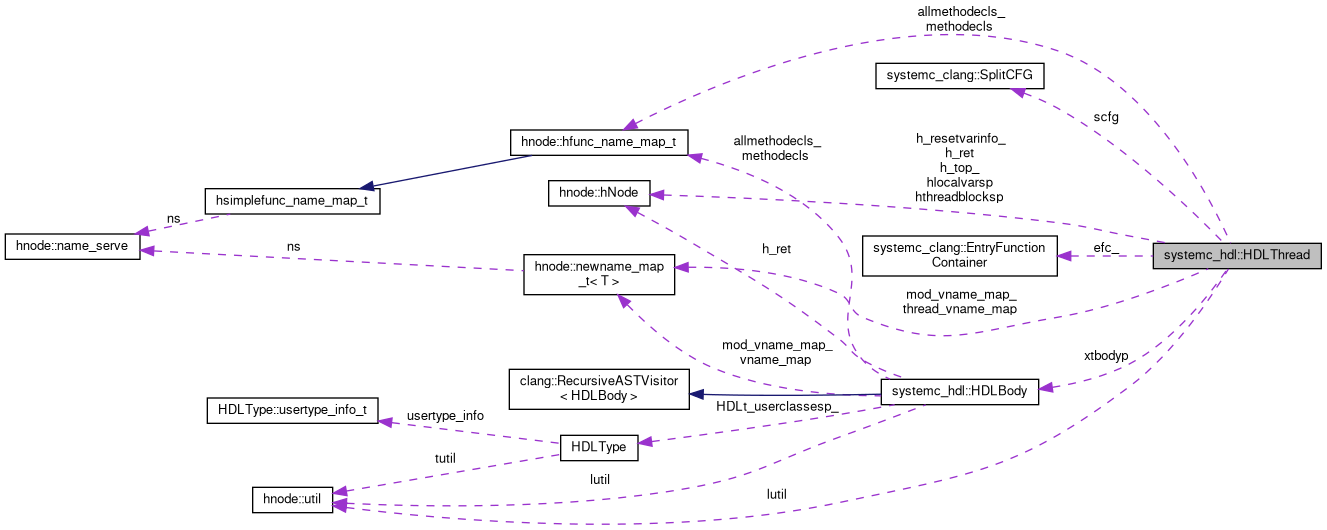 allmethodecls_
methodecls
systemc_clang::SplitCFG
scfg
hnode::hfunc_name_map_t
allmethodecls_
methodecls
h_resetvarinfo_
h_ret
h_top_
hlocalvarsp
hthreadblocksp
hnode::hNode
hsimplefunc_name_map_t
ns
hnode::name_serve
ns
h_ret
systemc_clang::EntryFunction
Container
efc_
systemc_hdl::HDLThread
hnode::newname_map
_t< T >
mod_vname_map_
thread_vname_map
mod_vname_map_
vname_map
xtbodyp
clang::RecursiveASTVisitor
< HDLBody >
systemc_hdl::HDLBody
HDLType::usertype_info_t
usertype_info
HDLt_userclassesp_
HDLType
tutil
lutil
hnode::util
lutil